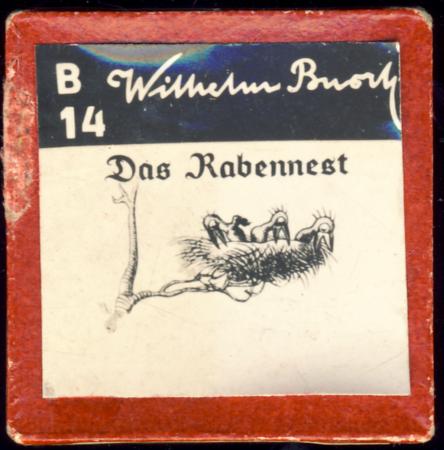 B Wilhelm Busch
14
Das Rabennest